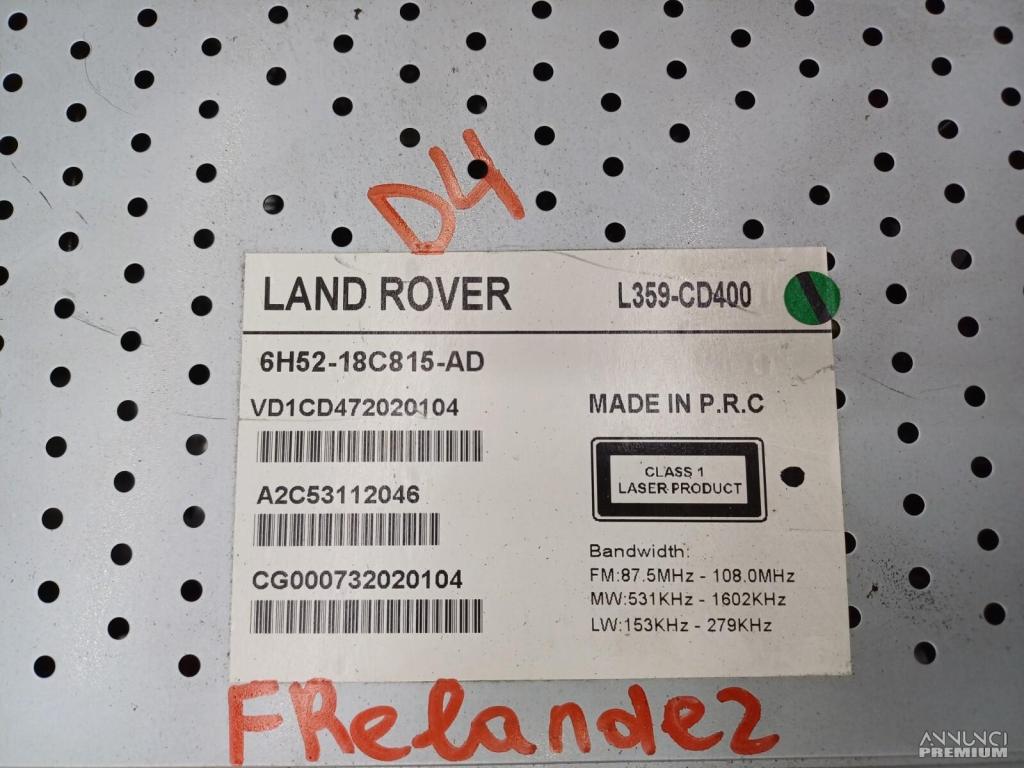 D4
LAND ROVER L359-CD400
6H52-18C815-AD
VD1CD472020104
MADE IN P.R.C
CLASS 1
LASER PRODUCT
A2C53112046
CG000732020104
Bandwidth:
FM:87.5MHz - 108.0MHz
MW:531KHz - 1602KHz
LW:153KHz - 279KHz
FRelande2
ANNUNCI
PREMIUM